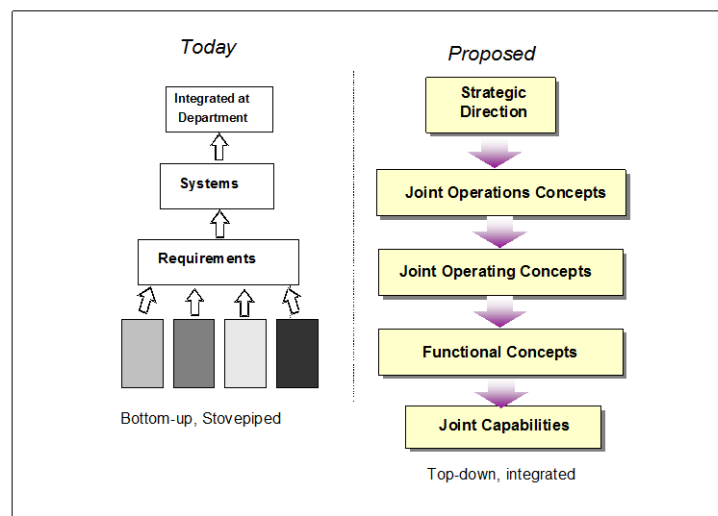 Today
Integrated at
Department
Systems
Requirements
Bottom-up, Stovepiped
Proposed
Strategic
Direction
Joint Operations Concepts
Joint Operating Concepts
Functional Concepts
Joint Capabilities
Top-down, integrated